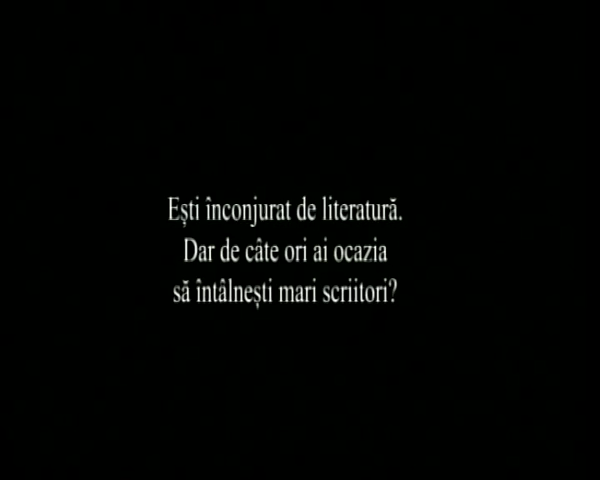 Ești înconjurat de literatură.
Dar de câte ori ai ocazia
să întâlnești mari scriitori?